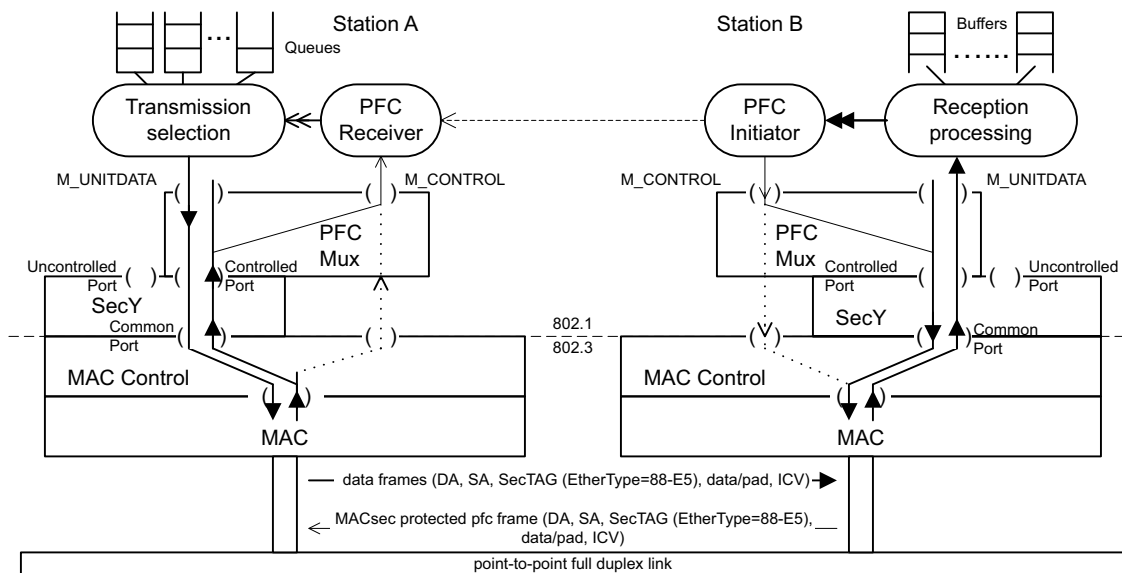 Station A
Station B
Queues
Buffers
Transmission
selection
PFC
Receiver
PFC
Initiator
Reception
processing
M_UNITDATA
M_CONTROL
M_CONTROL
M_UNITDATA
PFC
Mux
PFC
Mux
Uncontrolled
Port
Controlled
Port
Controlled
Port
Uncontrolled
Port
SecY
SecY
Common
Port
Common
Port
802.1
802.3
MAC Control
MAC Control
MAC
MAC
data frames (DA, SA, SecTAG (EtherType=88-E5), data/pad, ICV)
MACsec protected pfc frame (DA, SA, SecTAG (EtherType=88-E5),
data/pad, ICV)
point-to-point full duplex link